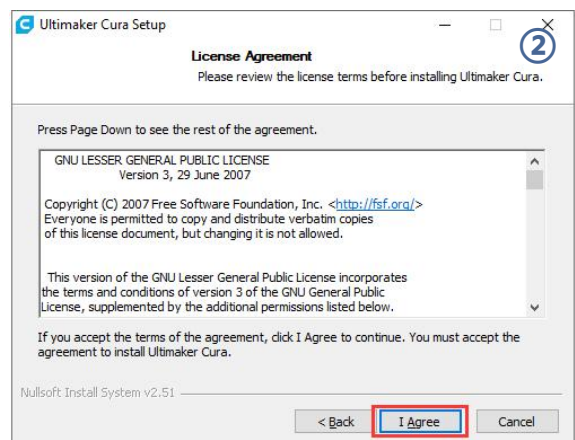 Ultimaker Cura Setup
②
License Agreement
Please review the license terms before installing Ultimaker Cura.
Press Page Down to see the rest of the agreement.
GNU LESSER GENERAL PUBLIC LICENSE
Version 3, 29 June 2007
Copyright (C) 2007 Free Software Foundation, Inc. <http://fsf.org/>
Everyone is permitted to copy and distribute verbatim copies
of this license document, but changing it is not allowed.
This version of the GNU Lesser General Public License incorporates
the terms and conditions of version 3 of the GNU General Public
License, supplemented by the additional permissions listed below.
If you accept the terms of the agreement, click I Agree to continue. You must accept the
agreement to install Ultimaker Cura.
Nullsoft Install System v2.51
< Back I Agree Cancel